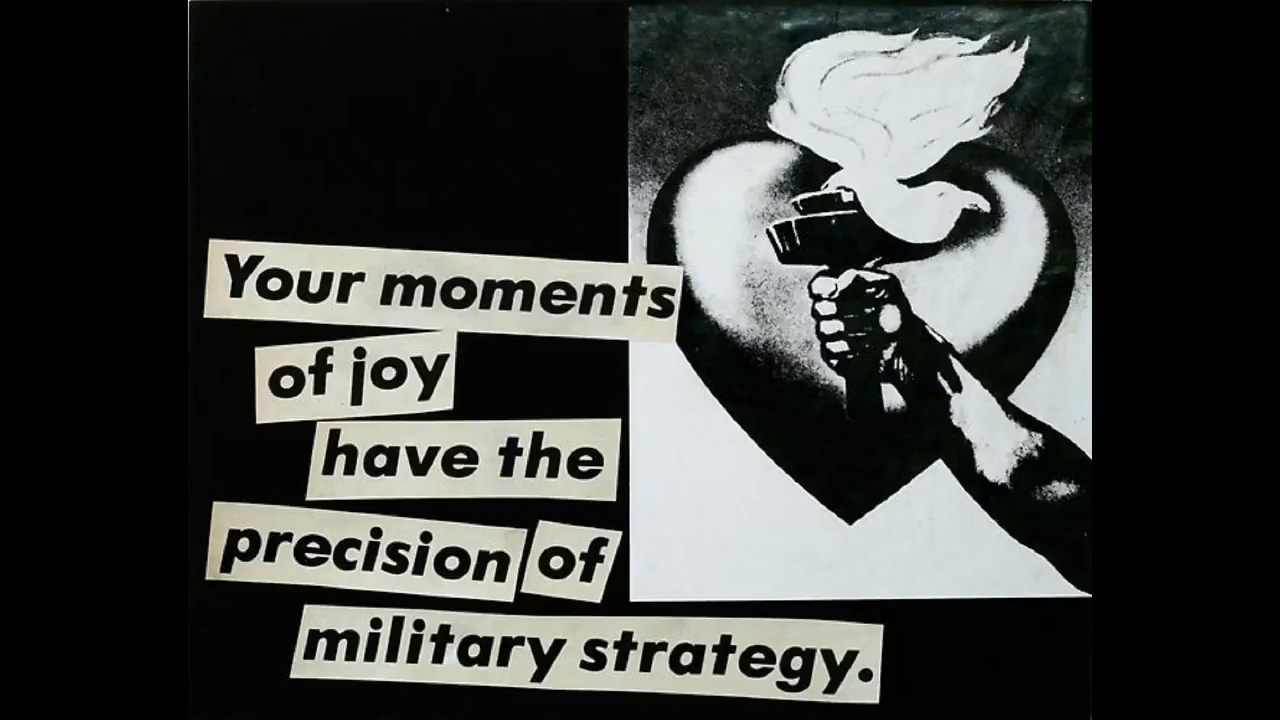 Your moments
of joy
have the
precision of
military strategy.